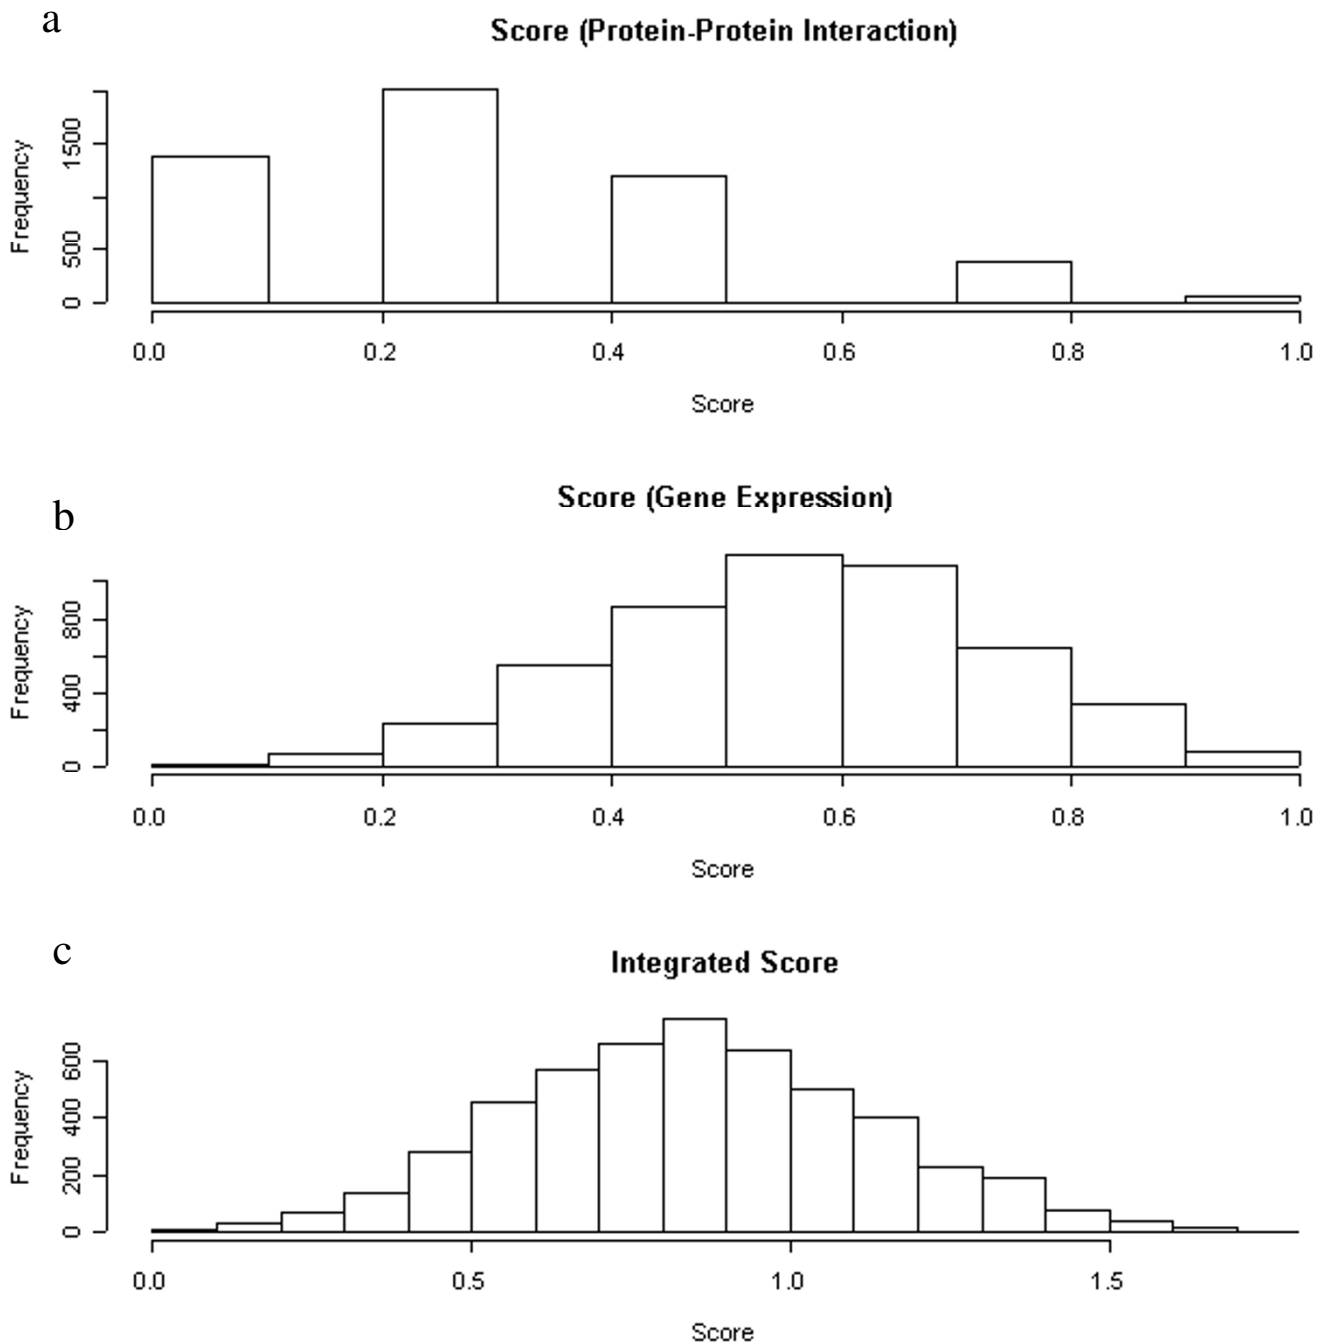 a
Score (Protein-Protein Interaction)
Frequency
0 500 1500
0.0 0.2 0.4 0.6 0.8 1.0
Score
b
Score (Gene Expression)
Frequency
0 400 800
0.0 0.2 0.4 0.6 0.8 1.0
Score
c
Integrated Score
Frequency
0 200 400 600
0.0 0.5 1.0 1.5
Score